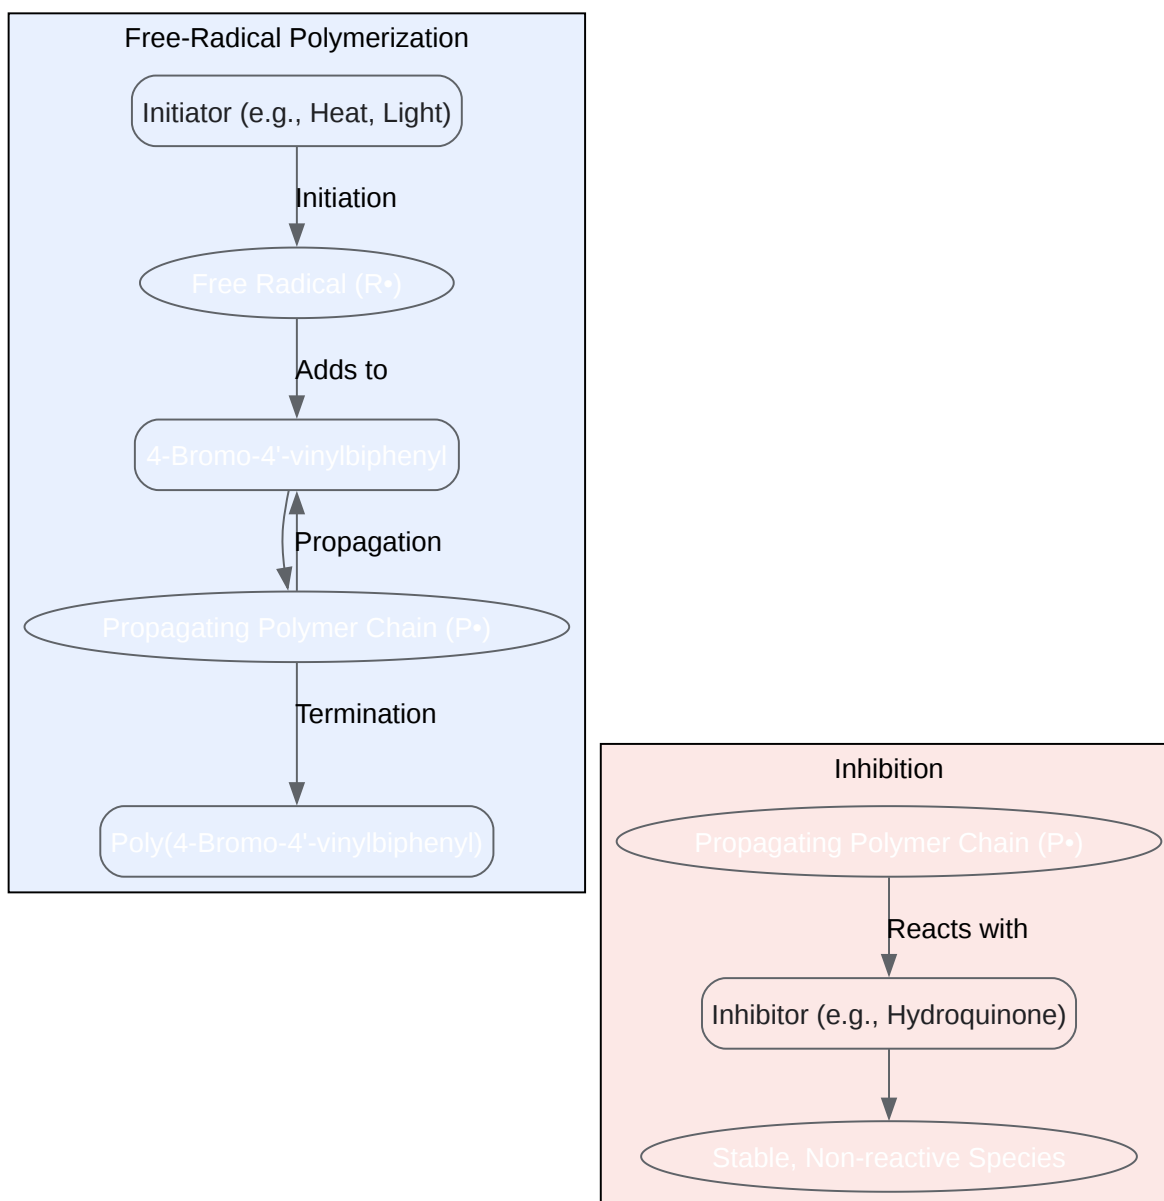 Free-Radical Polymerization
Initiator (e.g., Heat, Light)
Initiation
Free Radical (R•)
Adds to
4-Bromo-4'-vinylbiphenyl
Propagation
Propagating Polymer Chain (P•)
Termination
Poly(4-Bromo-4'-vinylbiphenyl)
Inhibition
Propagating Polymer Chain (P•)
Reacts with
Inhibitor (e.g., Hydroquinone)
Stable, Non-reactive Species